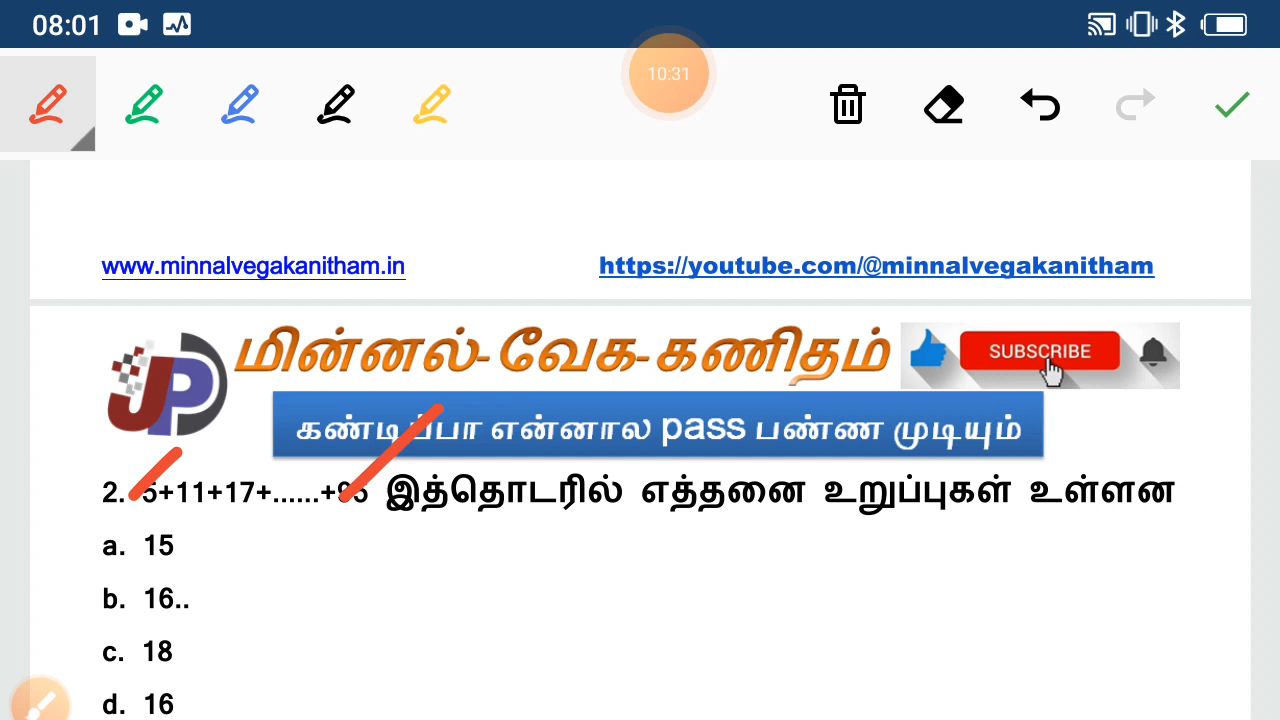 08:01
10:31
www.minnalvegakanitham.in https://youtube.com/@minnalvegakanitham
JP மின்னல்-வேக-கணிதம் SUBSCRIBE
கண்டிப்பா என்னால pass பண்ண முடியும்
2. 5+11+17+......+95 இத்தொடரில் எத்தனை உறுப்புகள் உள்ளன
a. 15
b. 16..
c. 18
d. 16